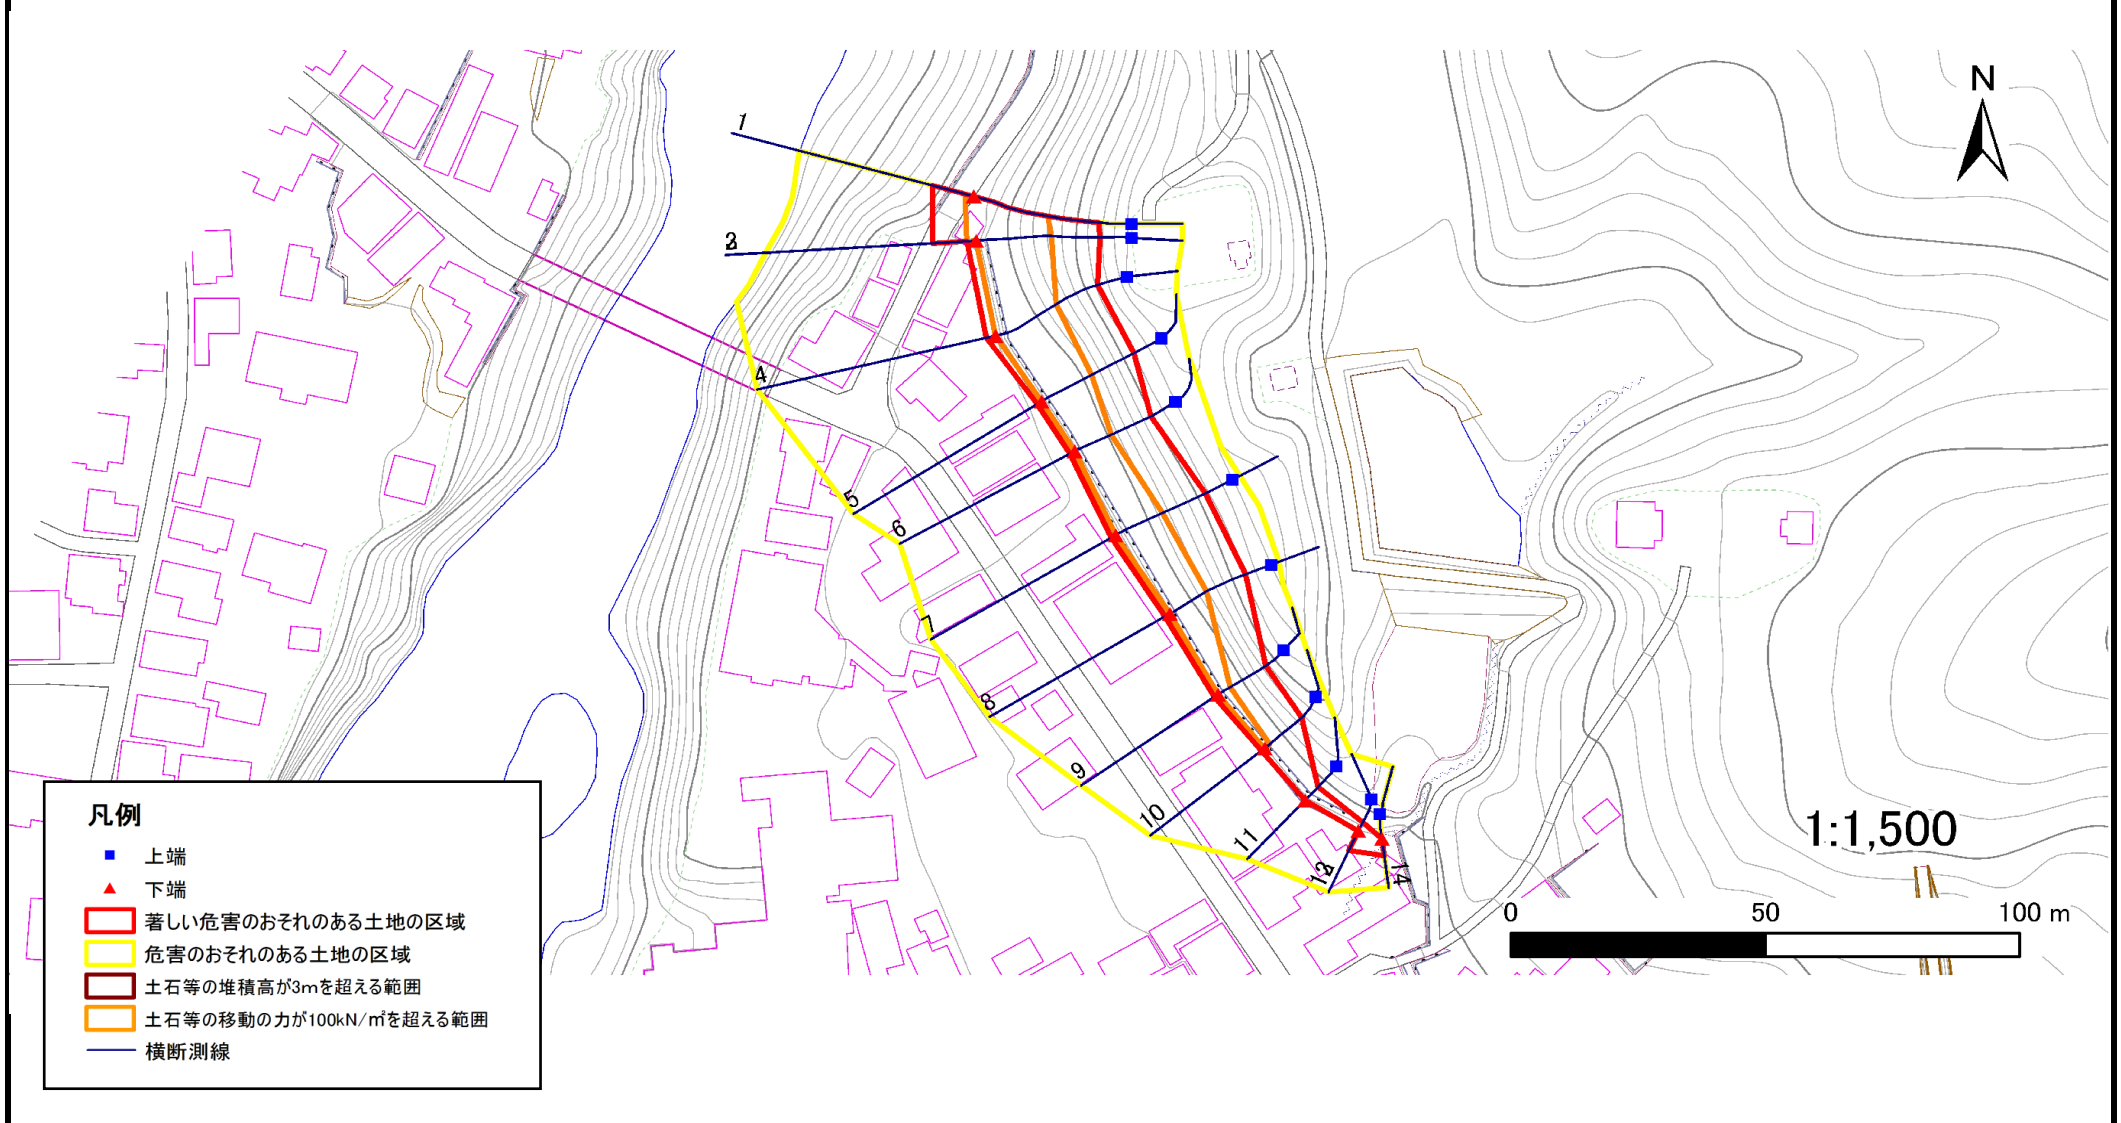 N
1
4
5
6
7
8
9
10
11
14
1:1,500
0 50 100 m
凡例
上端
下端
著しい危害のおそれのある土地の区域
危害のおそれのある土地の区域
土石等の堆積高が3mを超える範囲
土石等の移動の力が100kN/㎡を超える範囲
横断測線